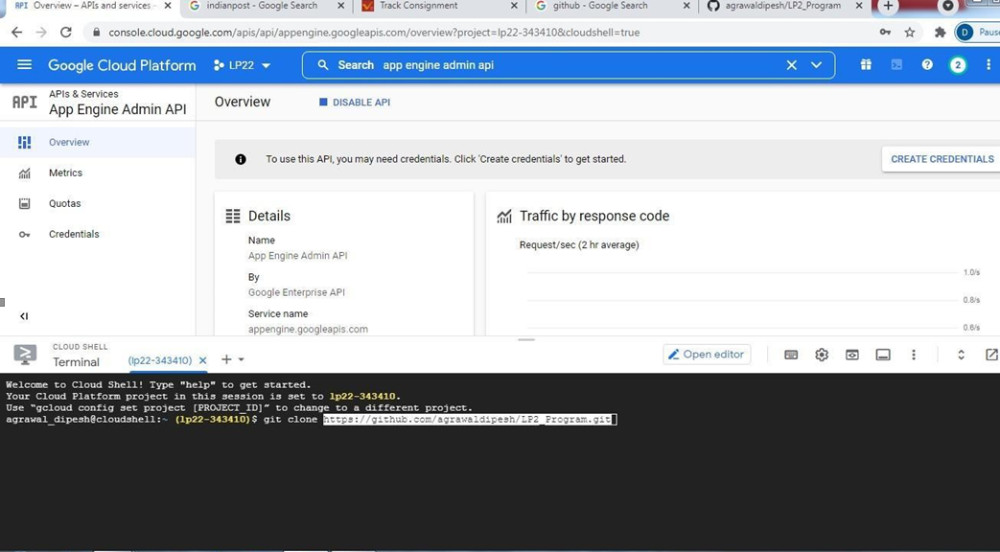 API Overview – APIs and services -
indianpost - Google Search
Track Consignment
github - Google Search
agrawaldipesh/LP2_Program
console.cloud.google.com/apis/api/appengine.googleapis.com/overview?project=lp22-343410&cloudshell=true
D Pause
Google Cloud Platform
LP22
Search app engine admin api
2
API
APIs & Services
App Engine Admin API
Overview
DISABLE API
Overview
Metrics
Quotas
Credentials
To use this API, you may need credentials. Click 'Create credentials' to get started.
CREATE CREDENTIALS
Details
Name
App Engine Admin API
By
Google Enterprise API
Service name
appengine.googleapis.com
Traffic by response code
Request/sec (2 hr average)
1.0/s
0.8/s
0.6/s
CLOUD SHELL
Terminal
(lp22-343410)
Open editor
Welcome to Cloud Shell! Type "help" to get started.
Your Cloud Platform project in this session is set to lp22-343410.
Use “gcloud config set project [PROJECT_ID]” to change to a different project.
agrawal_dipesh@cloudshell:~ (lp22-343410)$ git clone https://github.com/agrawaldipesh/LP2_Program.git